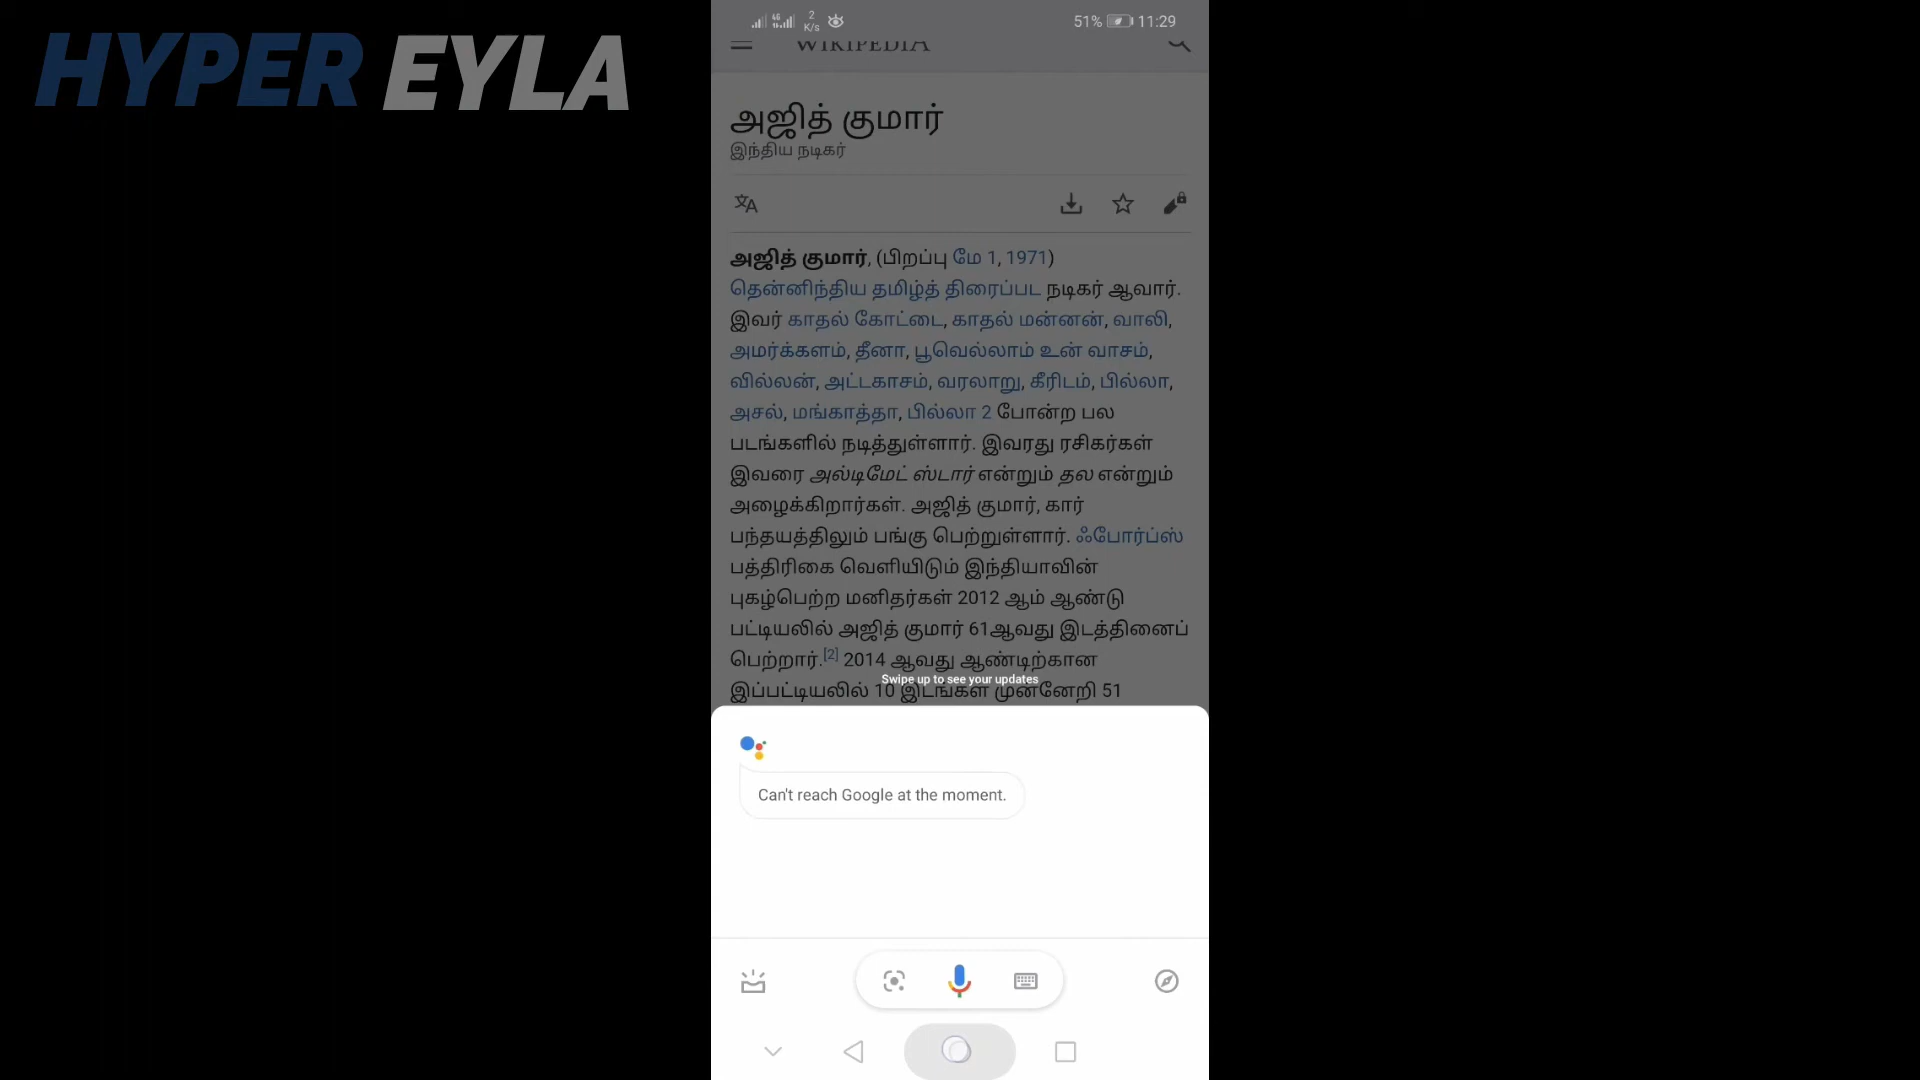 HYPER EYLA
2
K/s
4G
51%
11:29
WIKIPEDIA
அஜித் குமார்
இந்திய நடிகர்
அஜித் குமார், (பிறப்பு மே 1, 1971)
தென்னிந்திய தமிழ்த் திரைப்பட நடிகர் ஆவார்.
இவர் காதல் கோட்டை, காதல் மன்னன், வாலி,
அமர்க்களம், தீனா, பூவெல்லாம் உன் வாசம்,
வில்லன், அட்டகாசம், வரலாறு, கீரிடம், பில்லா,
அசல், மங்காத்தா, பில்லா 2 போன்ற பல
படங்களில் நடித்துள்ளார். இவரது ரசிகர்கள்
இவரை அல்டிமேட் ஸ்டார் என்றும் தல என்றும்
அழைக்கிறார்கள். அஜித் குமார், கார்
பந்தயத்திலும் பங்கு பெற்றுள்ளார். ஃபோர்ப்ஸ்
பத்திரிகை வெளியிடும் இந்தியாவின்
புகழ்பெற்ற மனிதர்கள் 2012 ஆம் ஆண்டு
பட்டியலில் அஜித் குமார் 61ஆவது இடத்தினைப்
பெற்றார்.[2] 2014 ஆவது ஆண்டிற்கான
Swipe up to see your updates
இப்பட்டியலில் 10 இடங்கள் முன்னேறி 51
Can't reach Google at the moment.